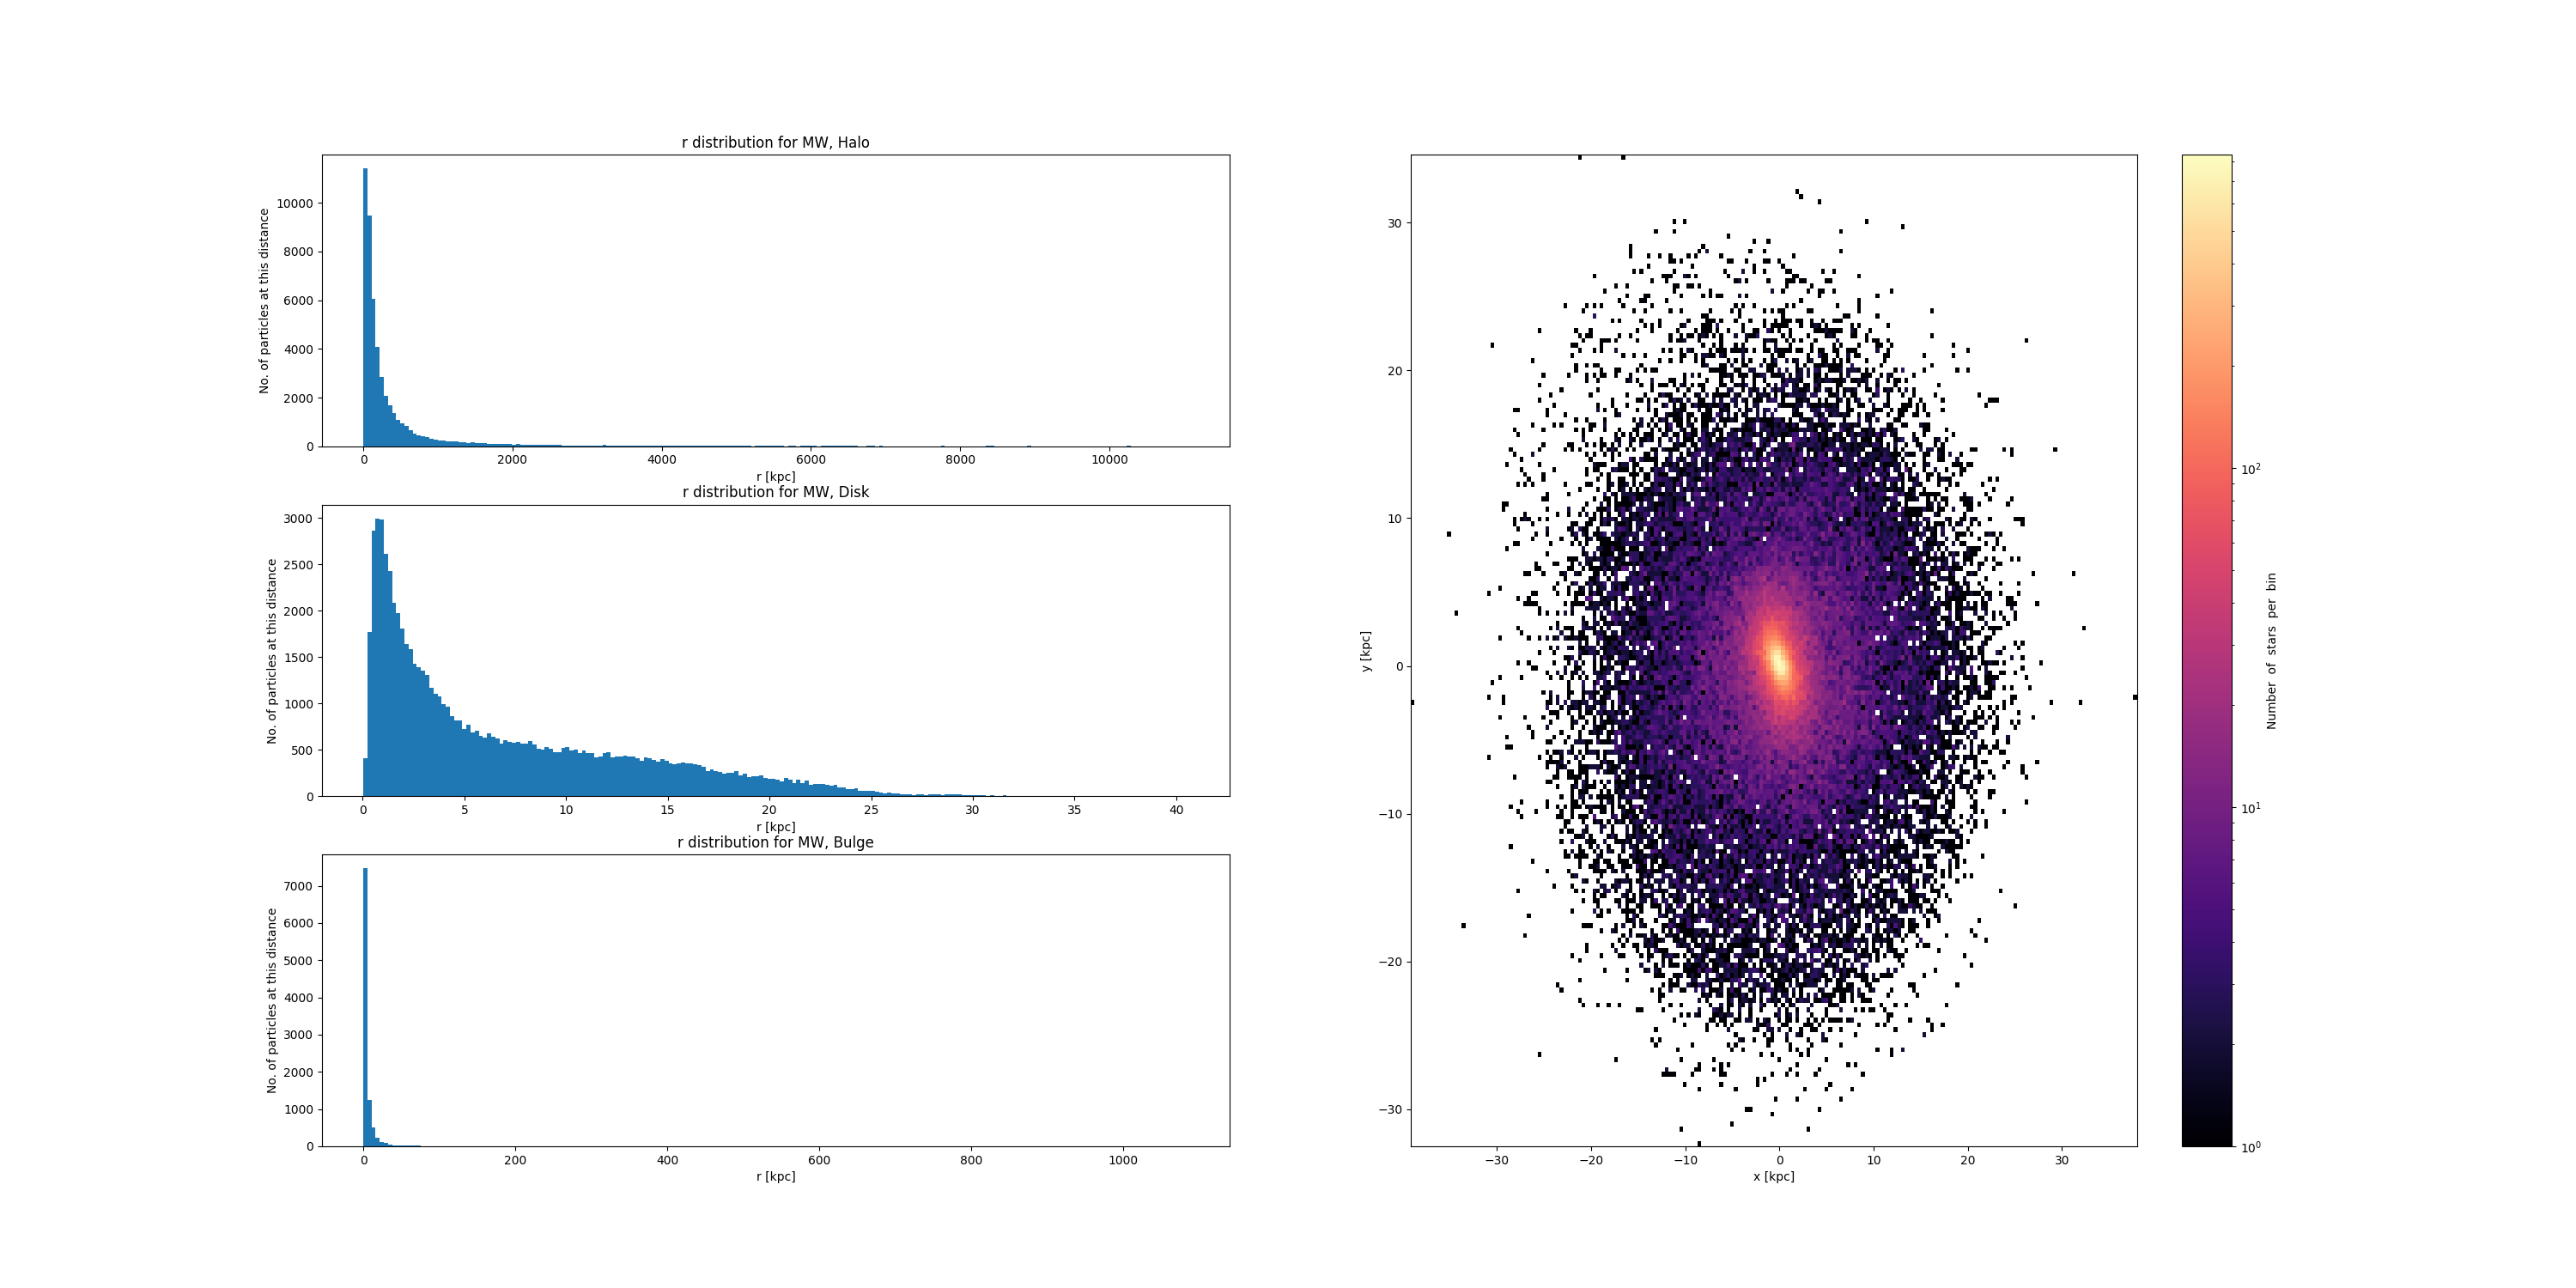 r distribution for MW, Halo
No. of particles at this distance
10000
8000
6000
4000
2000
0
0 2000 4000 6000 8000 10000
r [kpc]
r distribution for MW, Disk
No. of particles at this distance
3000
2500
2000
1500
1000
500
0
0 5 10 15 20 25 30 35 40
r [kpc]
r distribution for MW, Bulge
No. of particles at this distance
7000
6000
5000
4000
3000
2000
1000
0
0 200 400 600 800 1000
r [kpc]
y [kpc]
30
20
10
0
−10
−20
−30
−30 −20 −10 0 10 20 30
x [kpc]
10²
10¹
10⁰
Number of stars per bin